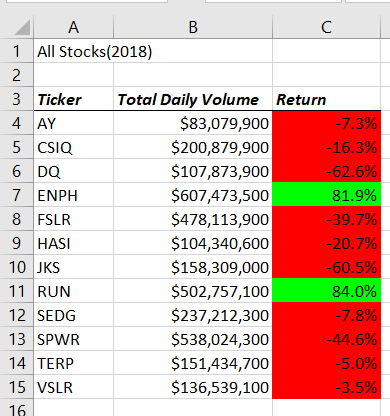 A B C
1 All Stocks(2018)
2
3 Ticker Total Daily Volume Return
4 AY $83,079,900 -7.3%
5 CSIQ $200,879,900 -16.3%
6 DQ $107,873,900 -62.6%
7 ENPH $607,473,500 81.9%
8 FSLR $478,113,900 -39.7%
9 HASI $104,340,600 -20.7%
10 JKS $158,309,000 -60.5%
11 RUN $502,757,100 84.0%
12 SEDG $237,212,300 -7.8%
13 SPWR $538,024,300 -44.6%
14 TERP $151,434,700 -5.0%
15 VSLR $136,539,100 -3.5%
16